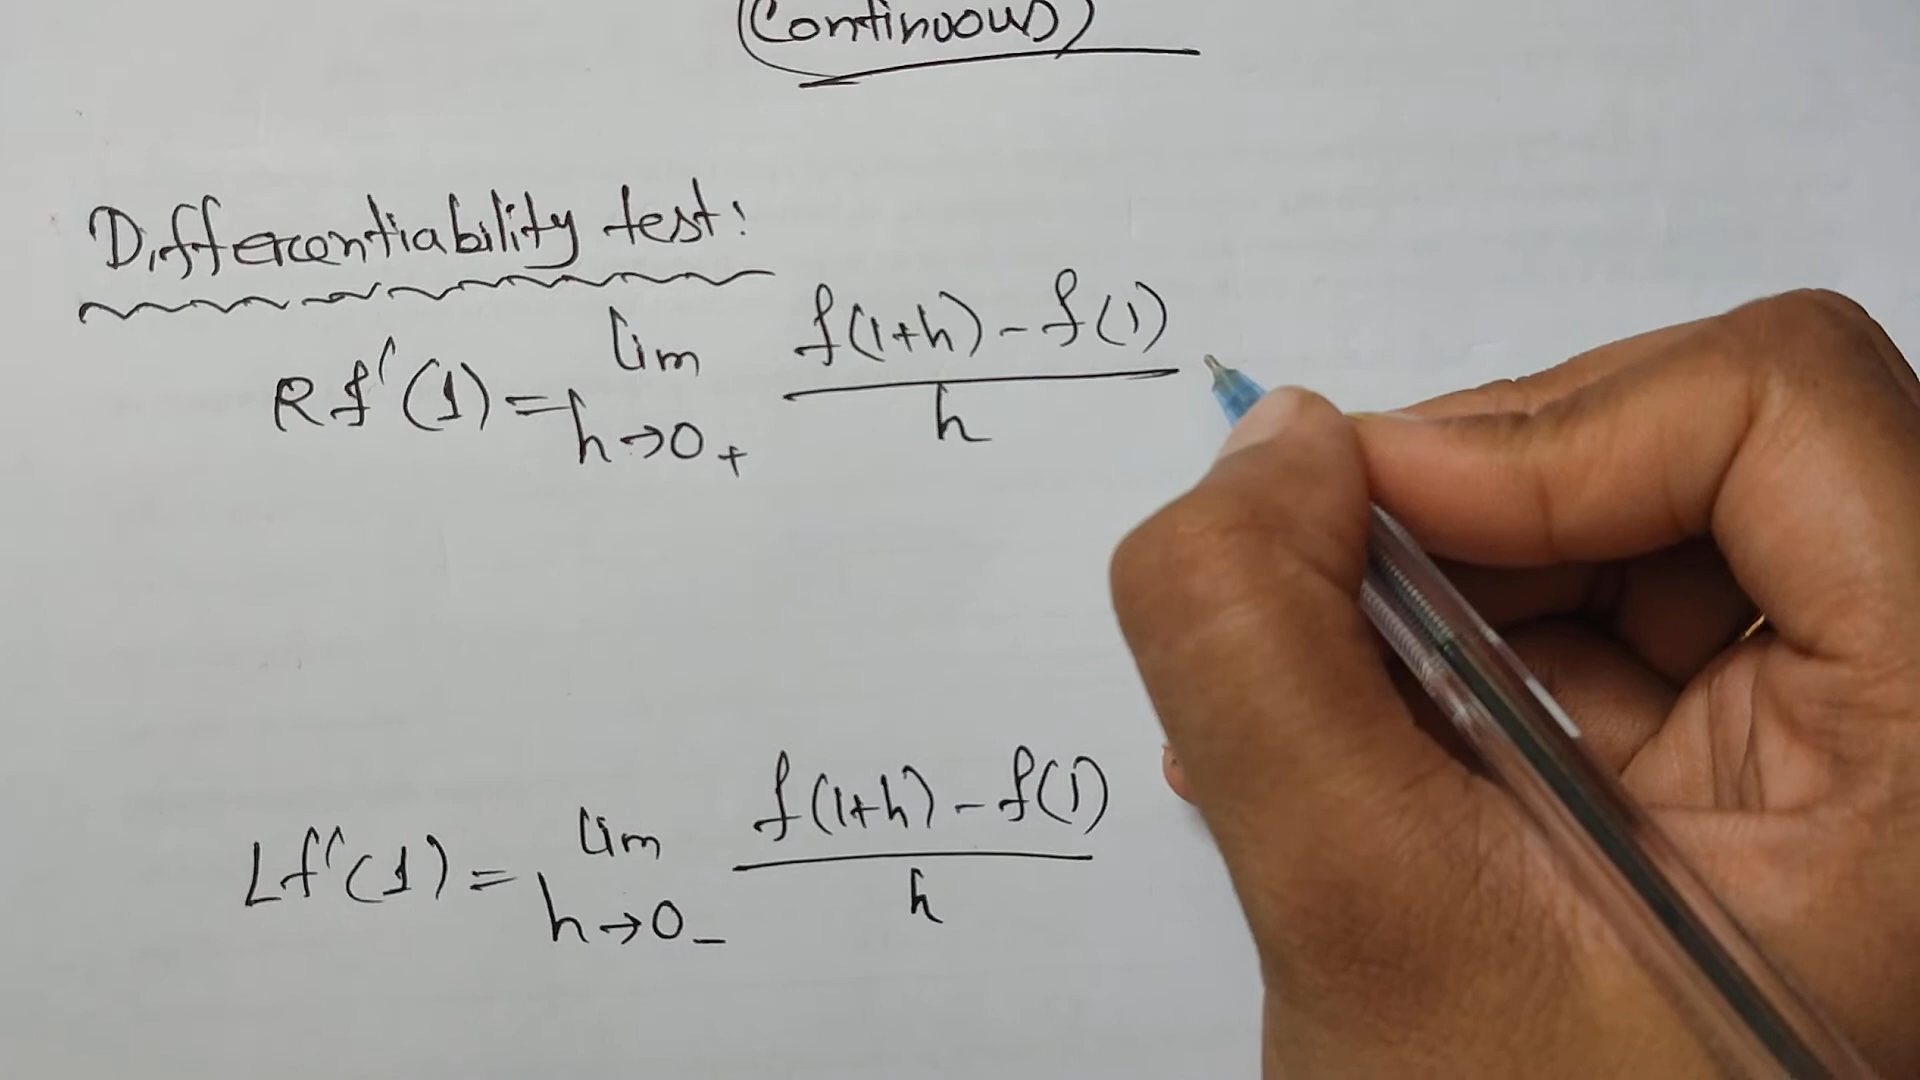 (Continuous)
Differentiability test:
Rf'(1) = lim h→0+ f(1+h) - f(1) / h
Lf'(1) = lim h→0- f(1+h) - f(1) / h